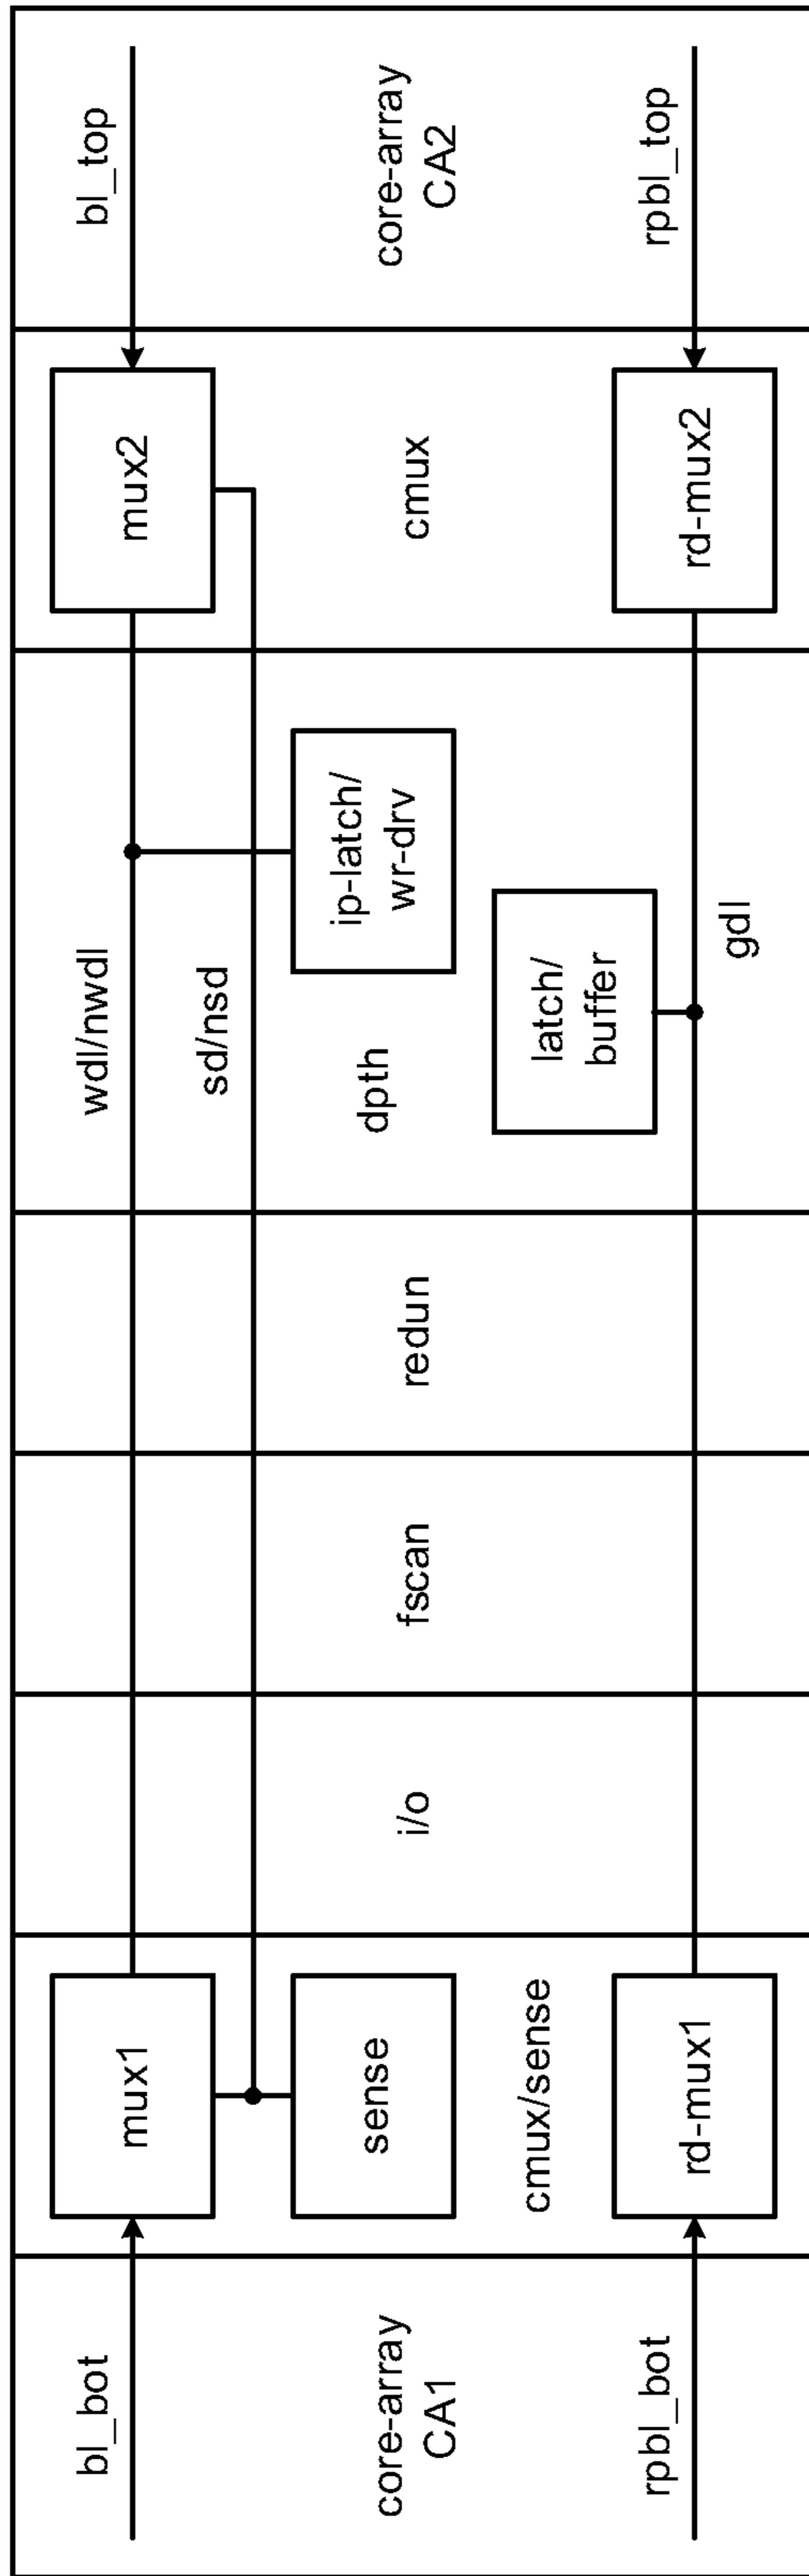 bl_bot
core-array
CA1
rpbl_bot
mux1
sense
cmux/sense
rd-mux1
i/o
fscan
redun
wdl/nwdl
sd/nsd
dpth
ip-latch/
wr-drv
latch/
buffer
gdl
mux2
cmux
rd-mux2
bl_top
core-array
CA2
rpbl_top